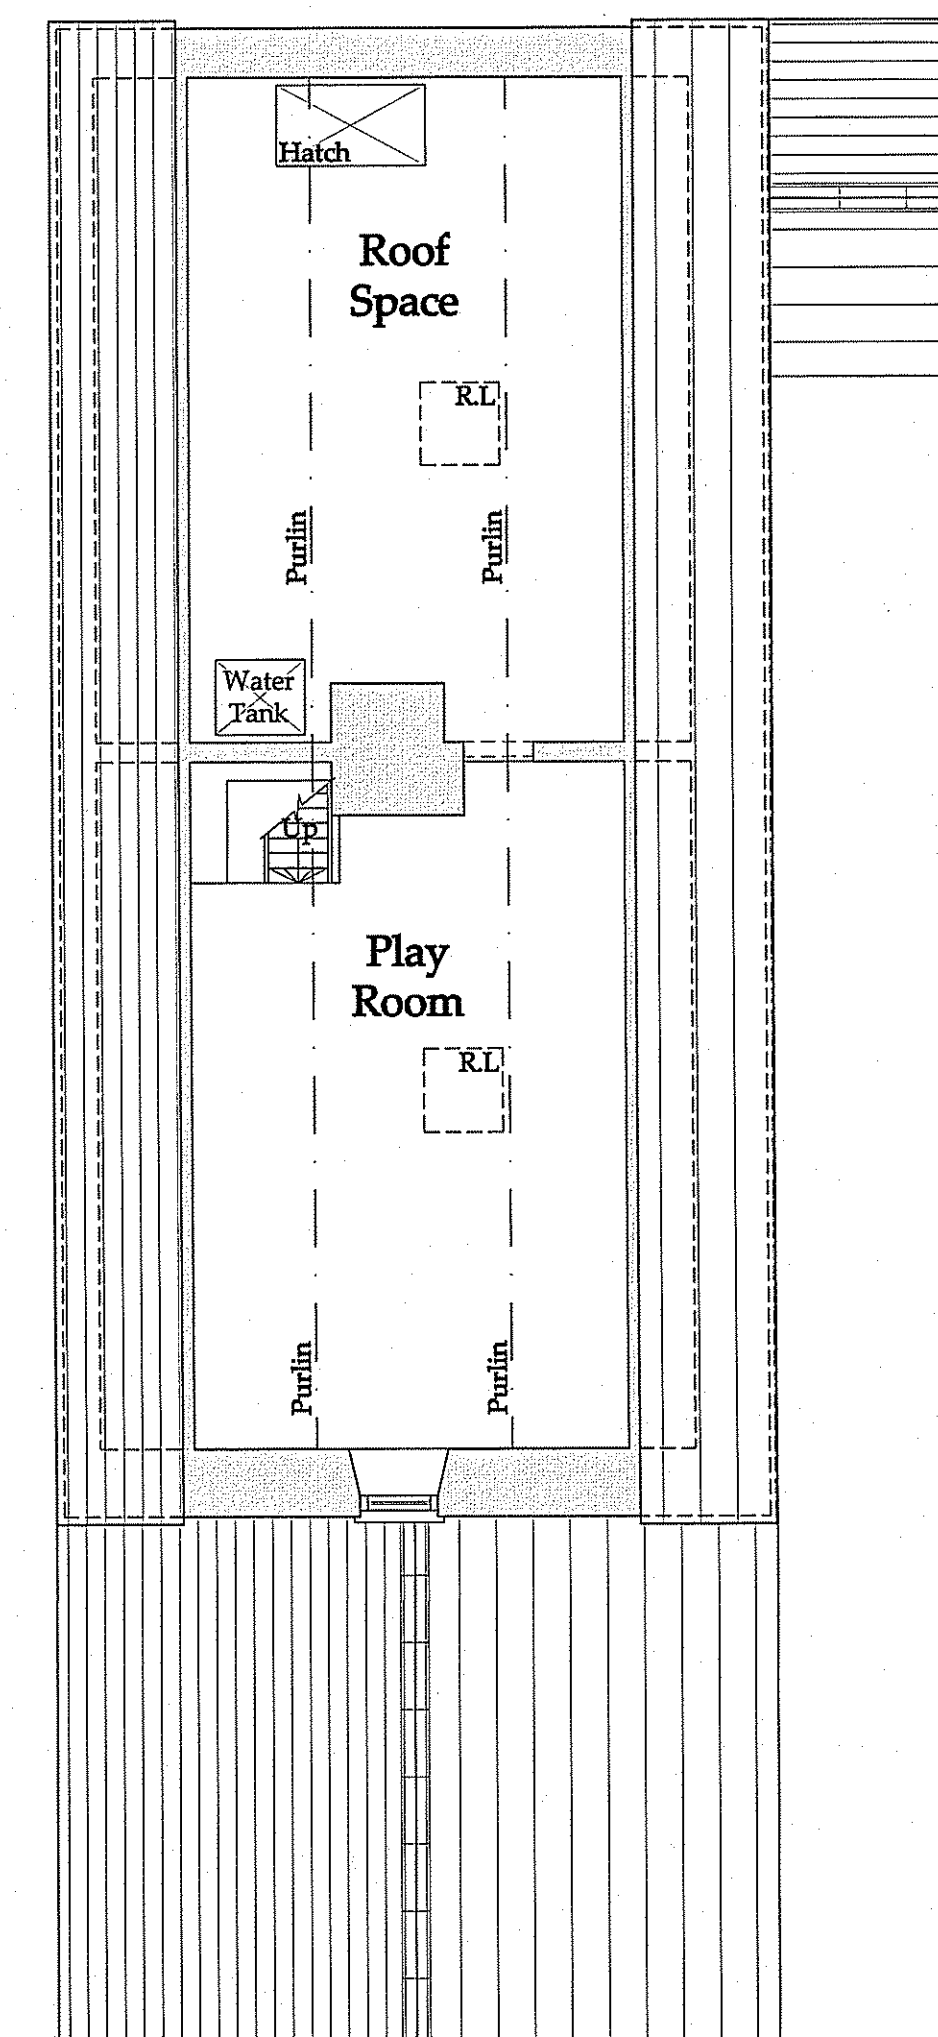 Hatch
Roof
Space
R.L
Purlin
Purlin
Water
Tank
Up
Play
Room
R.L
Purlin
Purlin